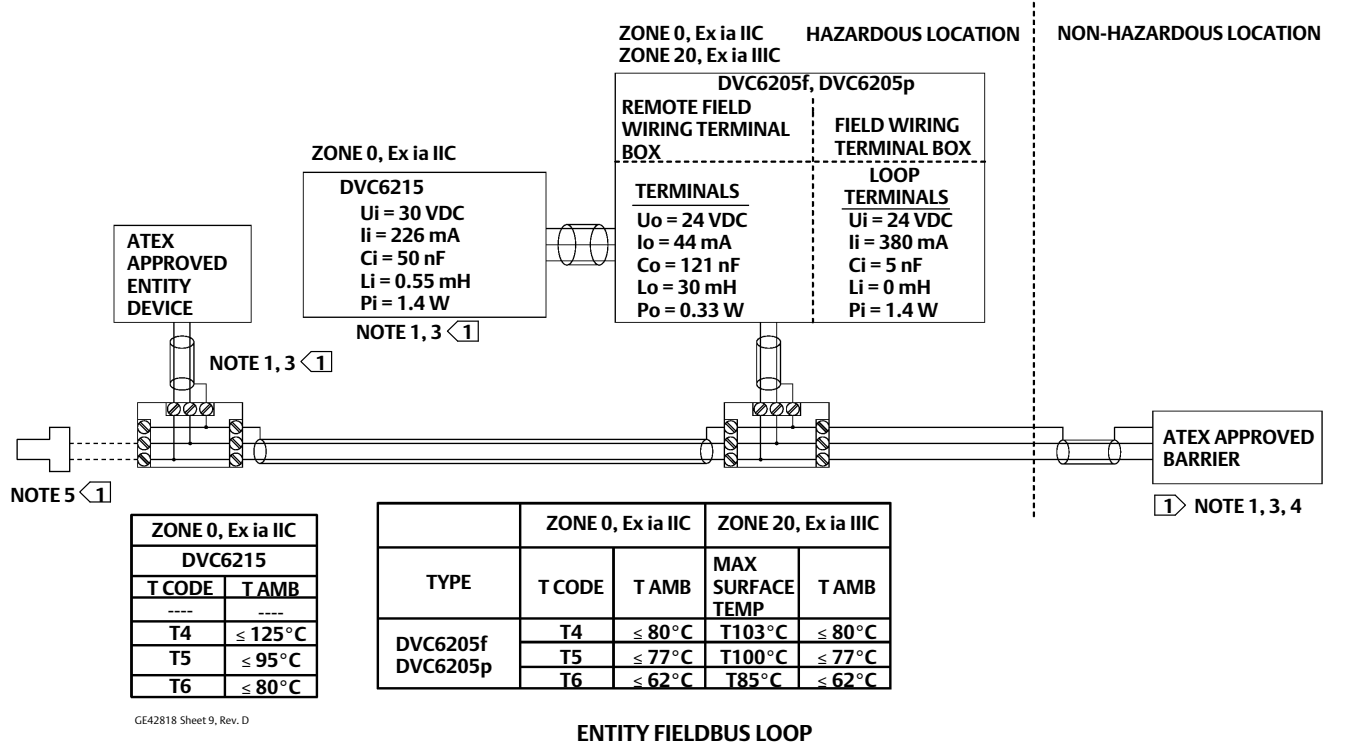 ZONE 0, Ex ia IIC
ZONE 20, Ex ia IIIC
HAZARDOUS LOCATION
NON-HAZARDOUS LOCATION
DVC6205f, DVC6205p
REMOTE FIELD
WIRING TERMINAL
BOX
FIELD WIRING
TERMINAL BOX
TERMINALS
Uo = 24 VDC
Io = 44 mA
Co = 121 nF
Lo = 30 mH
Po = 0.33 W
LOOP
TERMINALS
Ui = 24 VDC
Ii = 380 mA
Ci = 5 nF
Li = 0 mH
Pi = 1.4 W
ZONE 0, Ex ia IIC
DVC6215
Ui = 30 VDC
Ii = 226 mA
Ci = 50 nF
Li = 0.55 mH
Pi = 1.4 W
NOTE 1, 3 1
ATEX
APPROVED
ENTITY
DEVICE
NOTE 1, 3 1
ATEX APPROVED
BARRIER
1 NOTE 1, 3, 4
NOTE 5 1
ZONE 0, Ex ia IIC
DVC6215
T CODE T AMB
---- ----
T4 ≤ 125°C
T5 ≤ 95°C
T6 ≤ 80°C
ZONE 0, Ex ia IIC ZONE 20, Ex ia IIIC
TYPE T CODE T AMB
MAX
SURFACE
TEMP
T AMB
DVC6205f
DVC6205p
T4 ≤ 80°C T103°C ≤ 80°C
T5 ≤ 77°C T100°C ≤ 77°C
T6 ≤ 62°C T85°C ≤ 62°C
GE42818 Sheet 9, Rev. D
ENTITY FIELDBUS LOOP